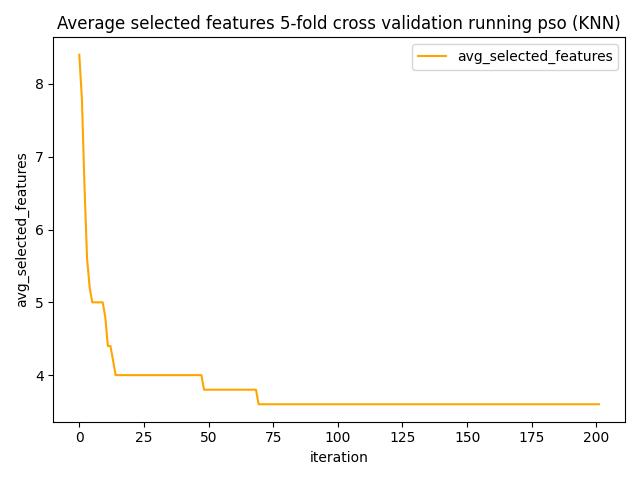 Average selected features 5-fold cross validation running pso (KNN)
avg_selected_features
avg_selected_features
8
7
6
5
4
0 25 50 75 100 125 150 175 200
iteration